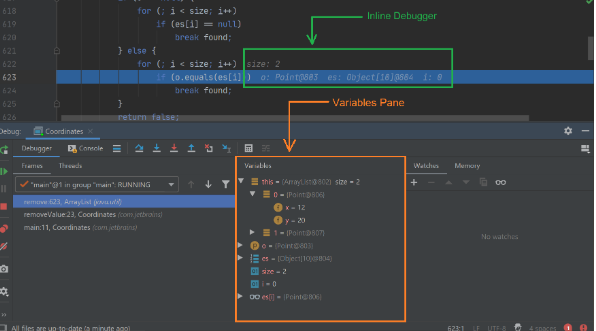 618 for (; i < size; i++)
619 if (es[i] == null)
620 break found;
621 } else {
622 for (; i < size; i++) size: 2
623 if (o.equals(es[i])) o: Point@803 es: Object[10]@804 i: 0
624 break found;
625 }
626 return false;
Inline Debugger
Variables Pane
Debug: Coordinates
Debugger Console
Frames Threads
"main"@1 in group "main": RUNNING
remove:623, ArrayList (java.util)
removeValue:23, Coordinates (com.jetbrains)
main:11, Coordinates (com.jetbrains)
Variables
this = {ArrayList@802} size = 2
0 = {Point@806}
x = 12
y = 20
1 = {Point@807}
o = {Point@803}
es = {Object[10]@804}
size = 2
i = 0
es[i] = {Point@806}
Watches Memory
No watches
All files are up-to-date (a minute ago)
623:1 LF UTF-8 4 spaces